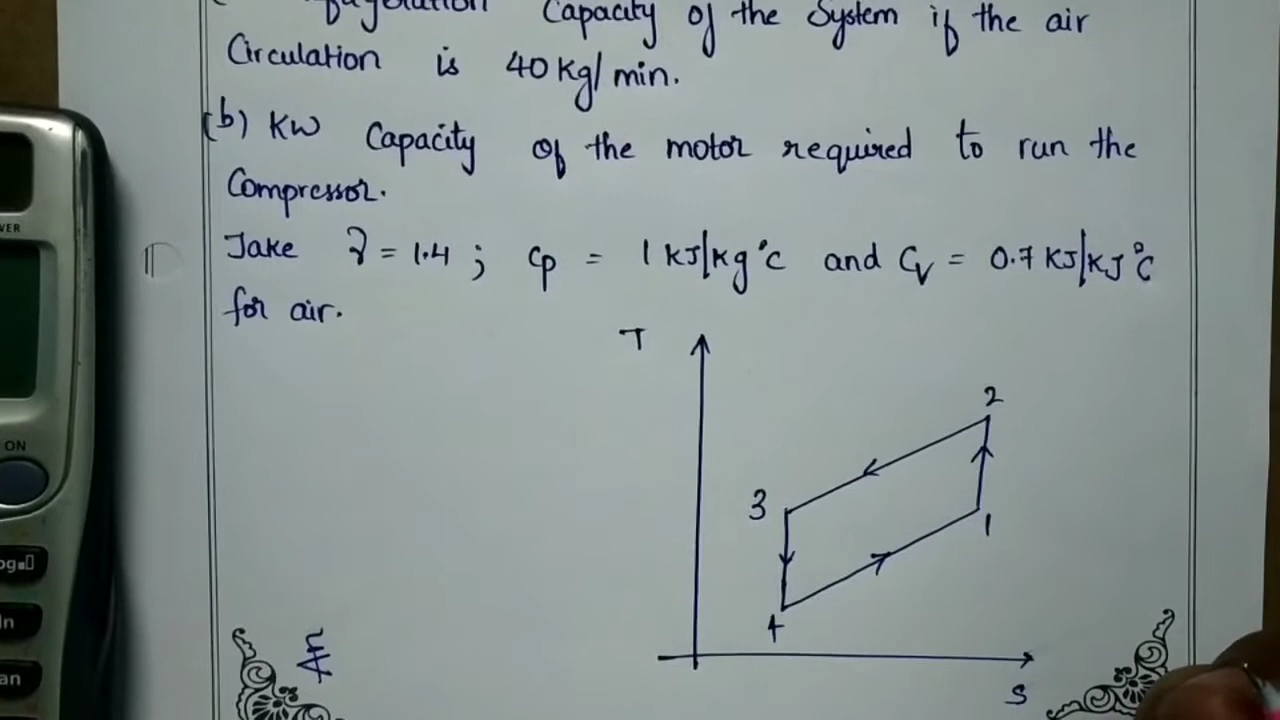 Capacity of the System if the air
Circulation is 40 Kg/min.
(b) KW Capacity of the motor required to run the
Compressor.
Take γ = 1.4 ; Cp = 1 KJ/Kg°C and Cv = 0.7 KJ/KJ°C
for air.
T
2
3
1
4
S
ON